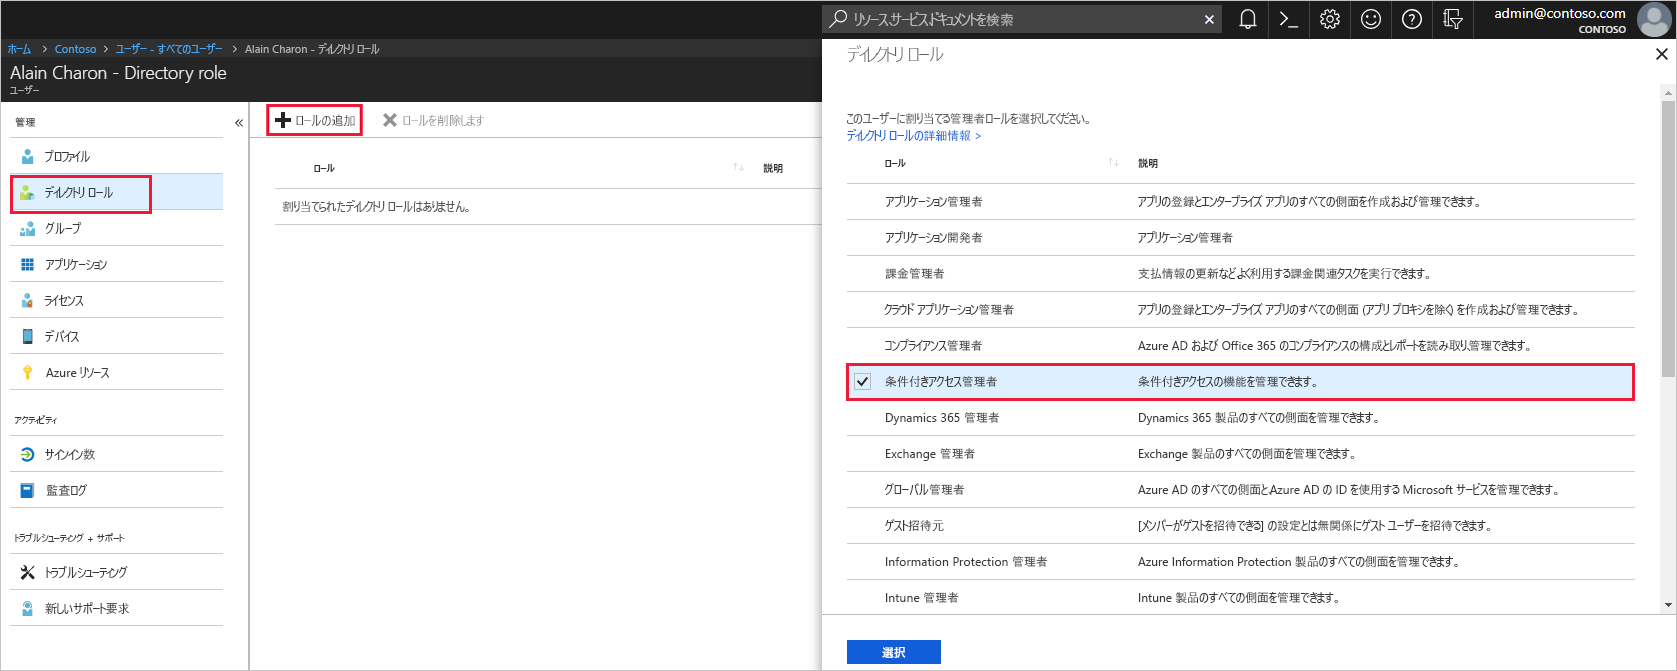 リソース サービス ドキュメントを検索
admin@contoso.com
CONTOSO
ホーム > Contoso > ユーザー - すべてのユーザー > Alain Charon - ディレクトリ ロール
Alain Charon - Directory role
ユーザー
管理
プロファイル
ディレクトリ ロール
グループ
アプリケーション
ライセンス
デバイス
Azure リソース
アクティビティ
サインイン数
監査ログ
トラブルシューティング + サポート
トラブルシューティング
新しいサポート要求
ロールの追加 ロールを削除します
ロール 説明
割り当てられたディレクトリ ロールはありません。
ディレクトリ ロール
このユーザーに割り当てる管理者ロールを選択してください。
ディレクトリ ロールの詳細情報 >
ロール 説明
アプリケーション管理者 アプリの登録とエンタープライズ アプリのすべての側面を作成および管理できます。
アプリケーション開発者 アプリケーション管理者
課金管理者 支払情報の更新などよく利用する課金関連タスクを実行できます。
クラウド アプリケーション管理者 アプリの登録とエンタープライズ アプリのすべての側面 (アプリ プロキシを除く) を作成および管理できます。
コンプライアンス管理者 Azure AD および Office 365 のコンプライアンスの構成とレポートを読み取り、管理できます。
条件付きアクセス管理者 条件付きアクセスの機能を管理できます。
Dynamics 365 管理者 Dynamics 365 製品のすべての側面を管理できます。
Exchange 管理者 Exchange 製品のすべての側面を管理できます。
グローバル管理者 Azure AD のすべての側面と、Azure AD の ID を使用する Microsoft サービスを管理できます。
ゲスト招待元 [メンバーがゲストを招待できる] の設定とは無関係にゲスト ユーザーを招待できます。
Information Protection 管理者 Azure Information Protection 製品のすべての側面を管理できます。
Intune 管理者 Intune 製品のすべての側面を管理できます。
選択